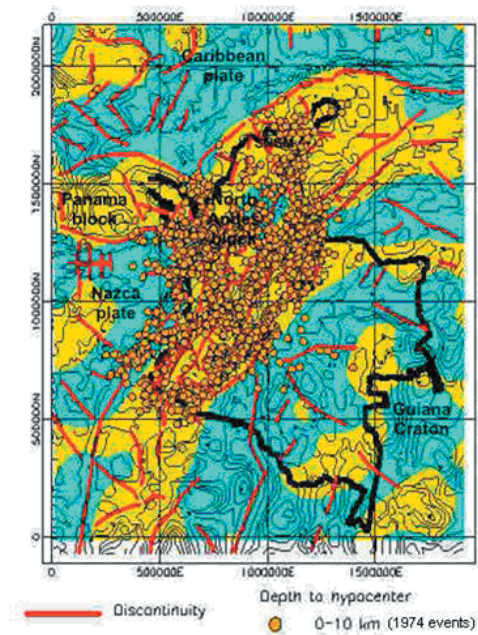 500000E 1000000E 1500000E
2000000N
1500000N
1000000N
500000N
0
Caribbean
plate
SNSM
Panama
block
North
Andes
block
Nazca
plate
Guiana
Craton
0 500000E 1000000E 1500000E
Discontinuity
Depth to hypocenter
0-10 km (1974 events)